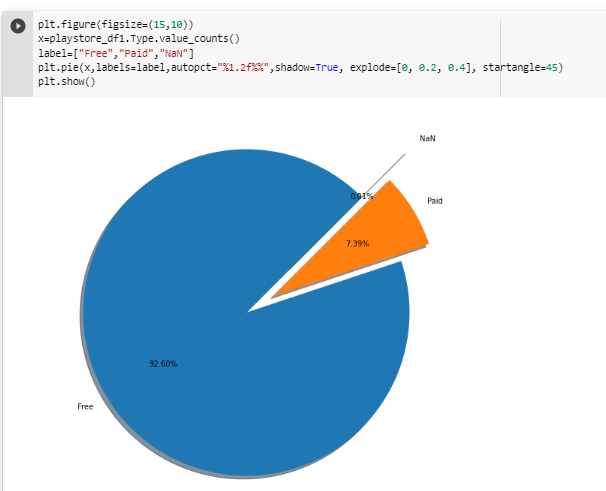 plt.figure(figsize=(15,10))
x=playstore_df1.Type.value_counts()
label=["Free","Paid","NaN"]
plt.pie(x,labels=label,autopct="%1.2f%%",shadow=True, explode=[0, 0.2, 0.4], startangle=45)
plt.show()
NaN
0.01%
Paid
7.39%
92.60%
Free